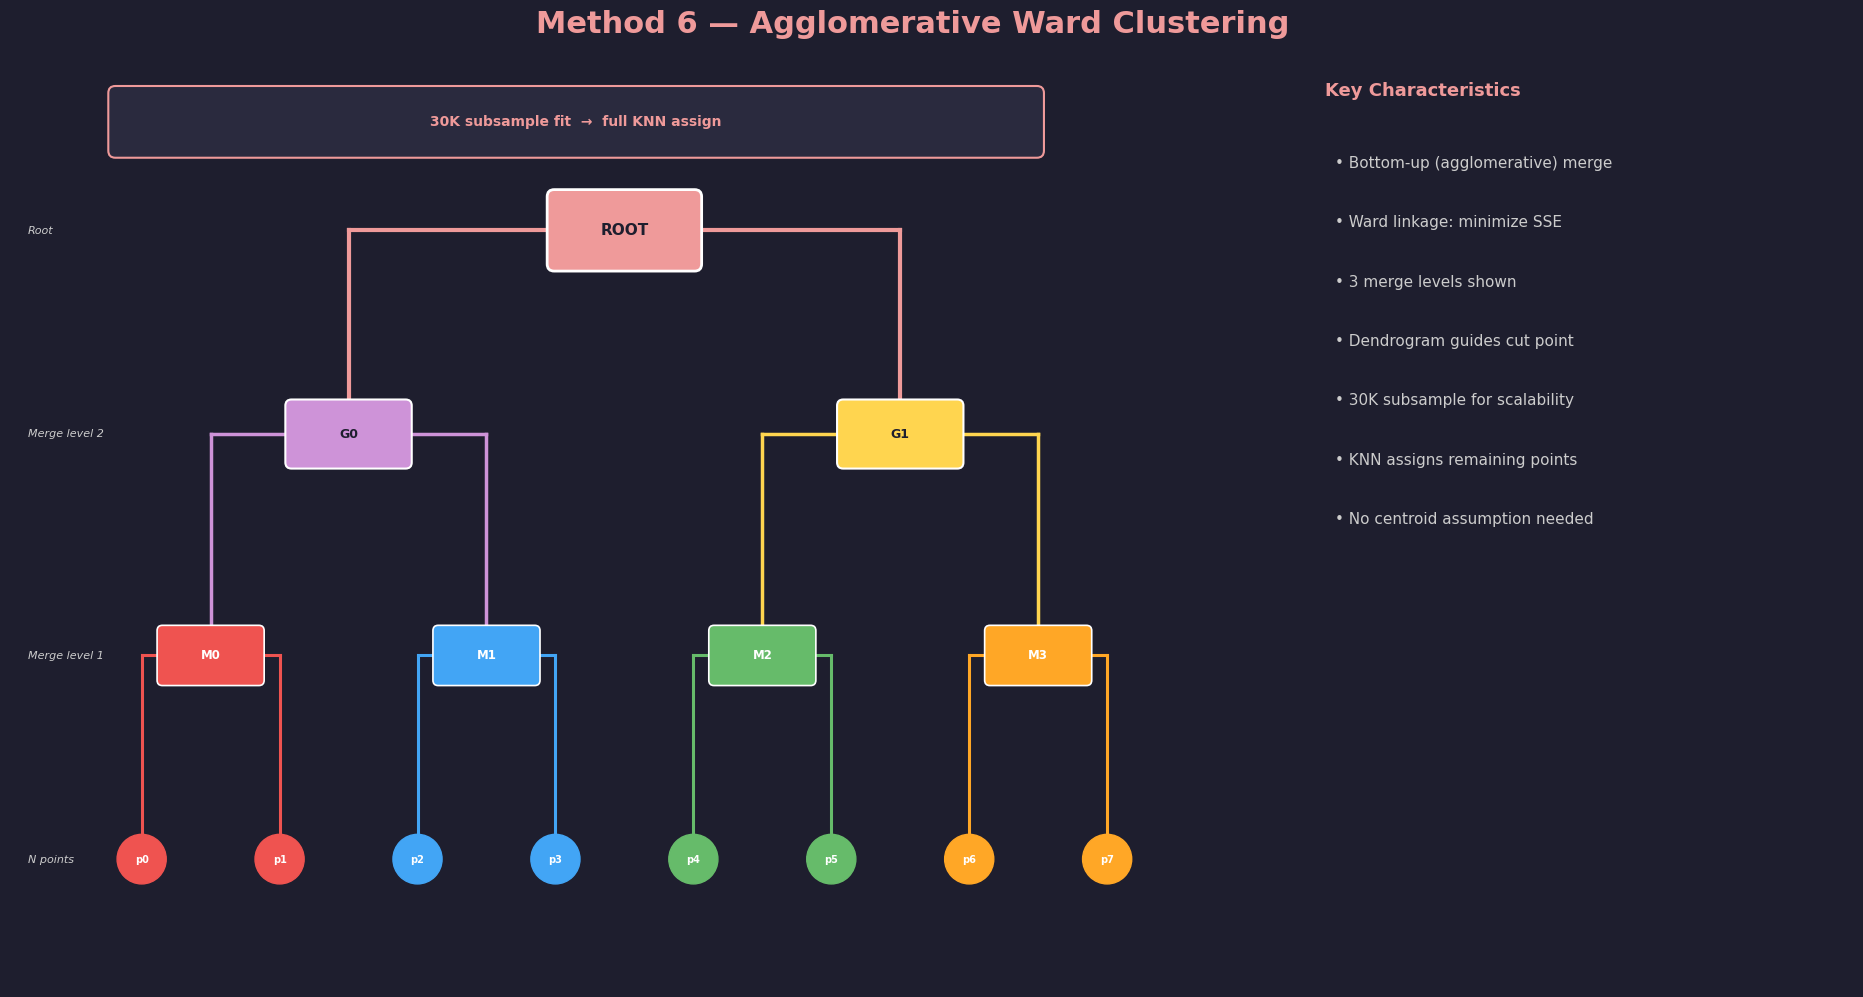 Method 6 — Agglomerative Ward Clustering
30K subsample fit → full KNN assign
Root
ROOT
Merge level 2
G0
G1
Merge level 1
M0
M1
M2
M3
N points
p0
p1
p2
p3
p4
p5
p6
p7
Key Characteristics
• Bottom-up (agglomerative) merge
• Ward linkage: minimize SSE
• 3 merge levels shown
• Dendrogram guides cut point
• 30K subsample for scalability
• KNN assigns remaining points
• No centroid assumption needed